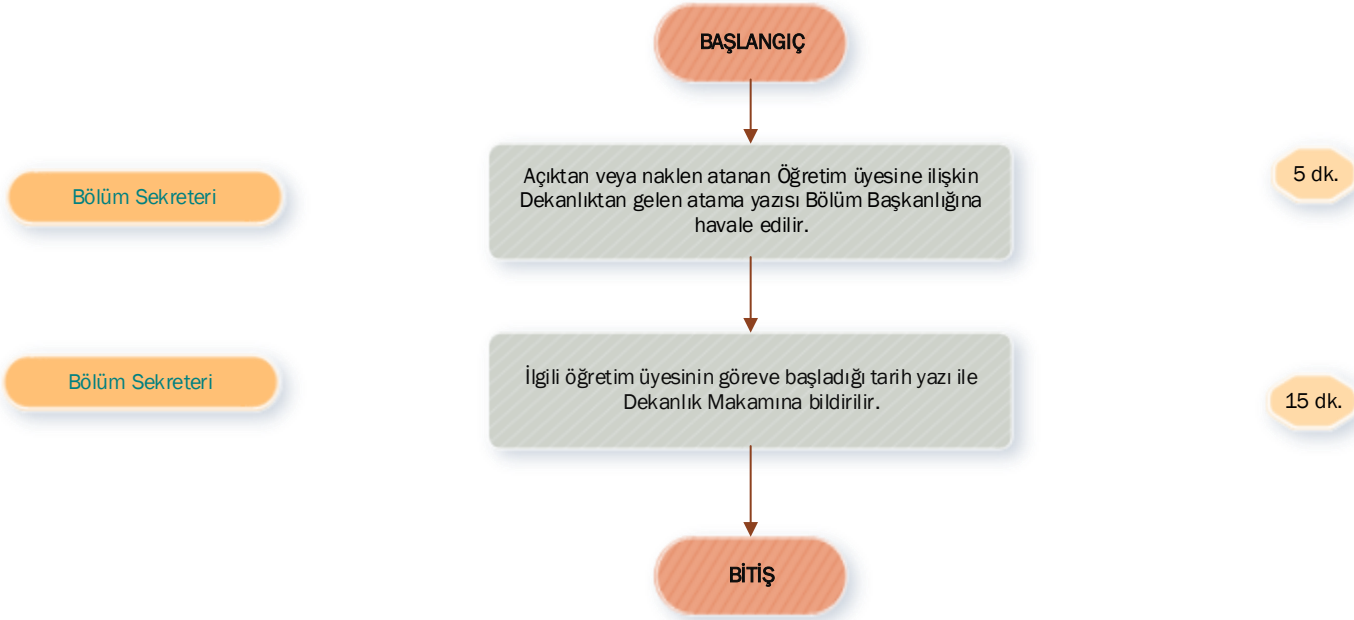 BAŞLANGIÇ
Bölüm Sekreteri
Açıktan veya naklen atanan Öğretim üyesine ilişkin
Dekanlıktan gelen atama yazısı Bölüm Başkanlığına
havale edilir.
5 dk.
Bölüm Sekreteri
İlgili öğretim üyesinin göreve başladığı tarih yazı ile
Dekanlık Makamına bildirilir.
15 dk.
BİTİŞ